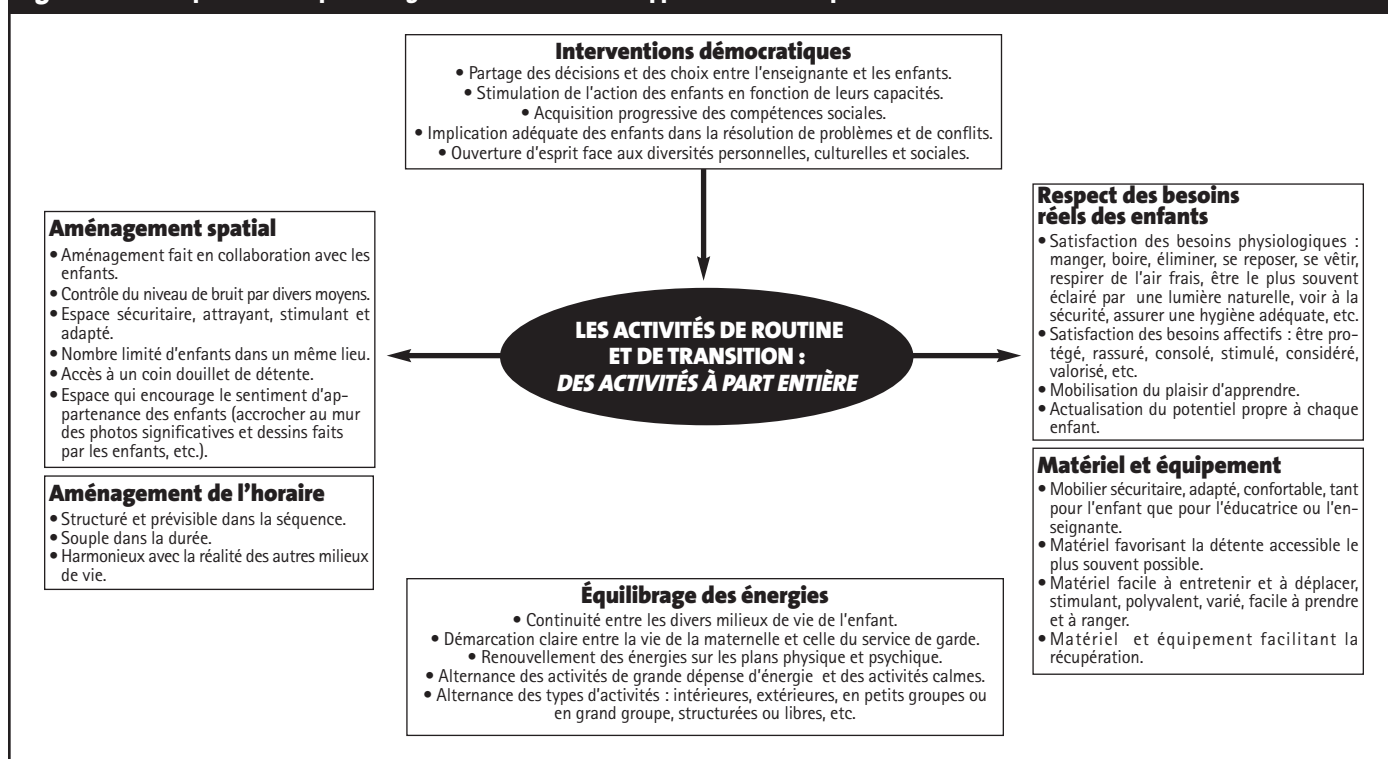 Interventions démocratiques
• Partage des décisions et des choix entre l'enseignante et les enfants.
• Stimulation de l'action des enfants en fonction de leurs capacités.
• Acquisition progressive des compétences sociales.
• Implication adéquate des enfants dans la résolution de problèmes et de conflits.
• Ouverture d'esprit face aux diversités personnelles, culturelles et sociales.
Aménagement spatial
• Aménagement fait en collaboration avec les
enfants.
• Contrôle du niveau de bruit par divers moyens.
• Espace sécuritaire, attrayant, stimulant et
adapté.
• Nombre limité d'enfants dans un même lieu.
• Accès à un coin douillet de détente.
• Espace qui encourage le sentiment d'ap-
partenance des enfants (accrocher au mur
des photos significatives et dessins faits
par les enfants, etc.).
Aménagement de l'horaire
• Structuré et prévisible dans la séquence.
• Souple dans la durée.
• Harmonieux avec la réalité des autres milieux
de vie.
LES ACTIVITÉS DE ROUTINE
ET DE TRANSITION :
DES ACTIVITÉS À PART ENTIÈRE
Respect des besoins
réels des enfants
• Satisfaction des besoins physiologiques :
manger, boire, éliminer, se reposer, se vêtir,
respirer de l'air frais, être le plus souvent
éclairé par une lumière naturelle, voir à la
sécurité, assurer une hygiène adéquate, etc.
• Satisfaction des besoins affectifs : être pro-
tégé, rassuré, consolé, stimulé, considéré,
valorisé, etc.
• Mobilisation du plaisir d'apprendre.
• Actualisation du potentiel propre à chaque
enfant.
Matériel et équipement
• Mobilier sécuritaire, adapté, confortable, tant
pour l'enfant que pour l'éducatrice ou l'en-
seignante.
• Matériel favorisant la détente accessible le
plus souvent possible.
• Matériel facile à entretenir et à déplacer,
stimulant, polyvalent, varié, facile à prendre
et à ranger.
• Matériel et équipement facilitant la
récupération.
Équilibrage des énergies
• Continuité entre les divers milieux de vie de l'enfant.
• Démarcation claire entre la vie de la maternelle et celle du service de garde.
• Renouvellement des énergies sur les plans physique et psychique.
• Alternance des activités de grande dépense d'énergie et des activités calmes.
• Alternance des types d'activités : intérieures, extérieures, en petits groupes ou
en grand groupe, structurées ou libres, etc.